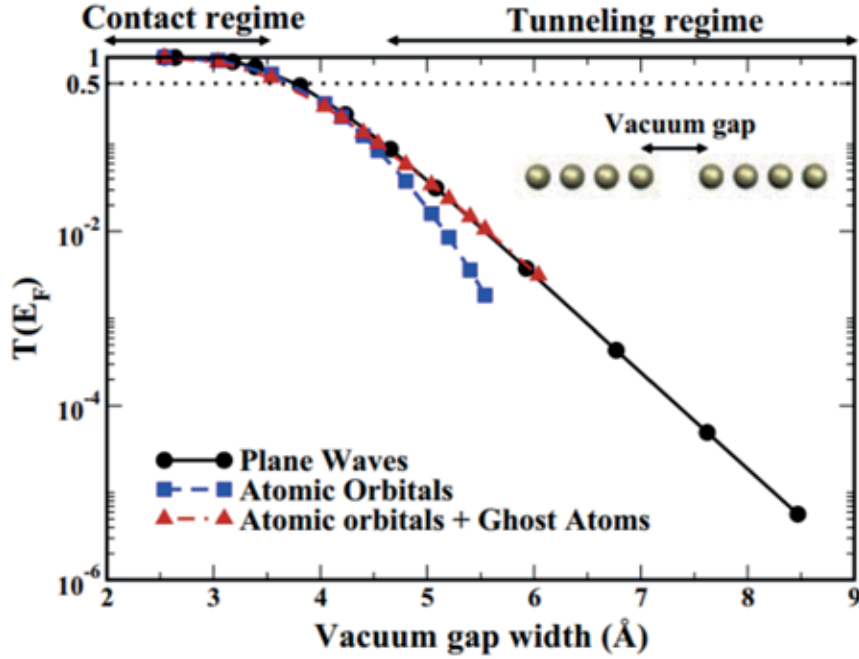 Contact regime
Tunneling regime
1
0.5
10-2
10-4
10-6
T(EF)
Vacuum gap
Plane Waves
Atomic Orbitals
Atomic orbitals + Ghost Atoms
2 3 4 5 6 7 8 9
Vacuum gap width (Å)